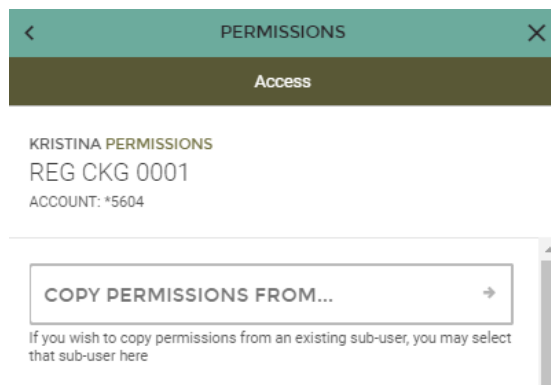 PERMISSIONS
Access
KRISTINA PERMISSIONS
REG CKG 0001
ACCOUNT: *5604
COPY PERMISSIONS FROM...
If you wish to copy permissions from an existing sub-user, you may select
that sub-user here